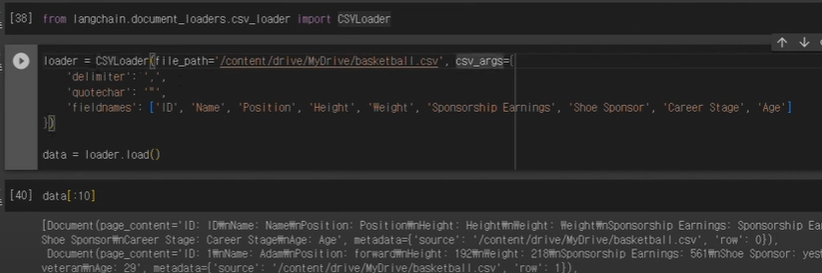 [38] from langchain.document_loaders.csv_loader import CSVLoader
loader = CSVLoader(file_path='/content/drive/MyDrive/basketball.csv', csv_args={
'delimiter': ',',
'quotechar': '"',
'fieldnames': ['ID', 'Name', 'Position', 'Height', 'Weight', 'Sponsorship Earnings', 'Shoe Sponsor', 'Career Stage', 'Age']
})
data = loader.load()
[40] data[:10]
[Document(page_content='ID: ID₩nName: Name₩nPosition: Position₩nHeight: Height₩nWeight: Weight₩nSponsorship Earnings: Sponsorship Ea
Shoe Sponsor₩nCareer Stage: Career Stage₩nAge: Age', metadata={'source': '/content/drive/MyDrive/basketball.csv', 'row': 0}),
Document(page_content='ID: 1₩nName: Adam₩nPosition: forward₩nHeight: 192₩nWeight: 218₩nSponsorship Earnings: 561₩nShoe Sponsor: yes
veteran₩nAge: 29', metadata={'source': '/content/drive/MyDrive/basketball.csv', 'row': 1}),